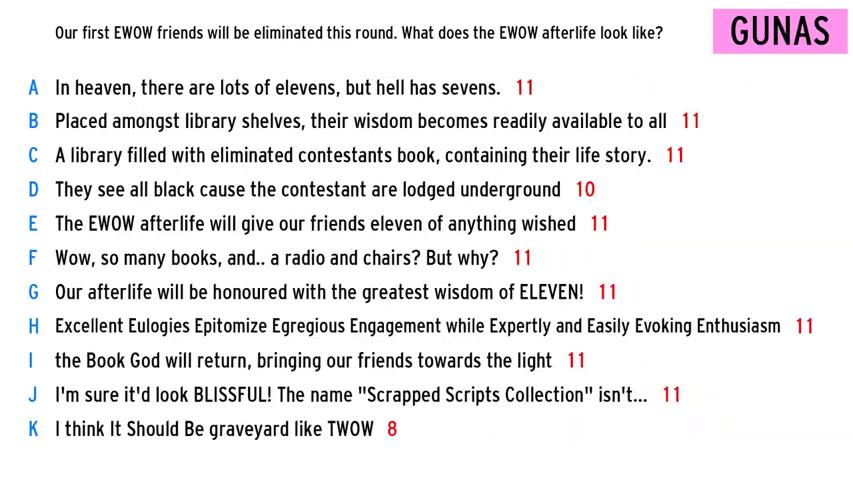 Our first EWOW friends will be eliminated this round. What does the EWOW afterlife look like?
GUNAS
A In heaven, there are lots of elevens, but hell has sevens. 11
B Placed amongst library shelves, their wisdom becomes readily available to all 11
C A library filled with eliminated contestants book, containing their life story. 11
D They see all black cause the contestant are lodged underground 10
E The EWOW afterlife will give our friends eleven of anything wished 11
F Wow, so many books, and.. a radio and chairs? But why? 11
G Our afterlife will be honoured with the greatest wisdom of ELEVEN! 11
H Excellent Eulogies Epitomize Egregious Engagement while Expertly and Easily Evoking Enthusiasm 11
I the Book God will return, bringing our friends towards the light 11
J I'm sure it'd look BLISSFUL! The name "Scrapped Scripts Collection" isn't... 11
K I think It Should Be graveyard like TWOW 8